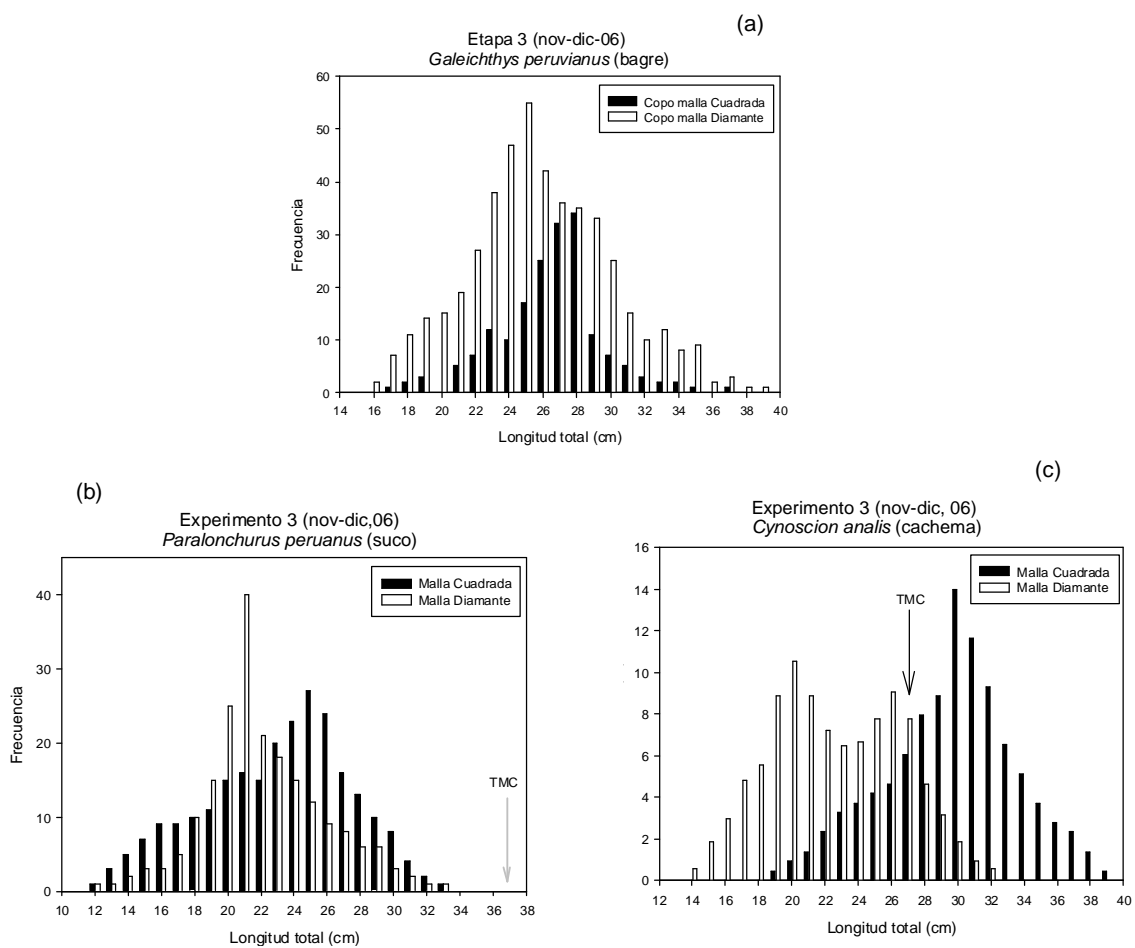 (a)
Etapa 3 (nov-dic-06)
Galeichthys peruvianus (bagre)
Copo malla Cuadrada
Copo malla Diamante
Frecuencia
60
50
40
30
20
10
0
14 16 18 20 22 24 26 28 30 32 34 36 38 40
Longitud total (cm)
(b)
Experimento 3 (nov-dic,06)
Paralonchurus peruanus (suco)
Malla Cuadrada
Malla Diamante
Frecuencia
40
30
20
10
0
TMC
10 12 14 16 18 20 22 24 26 28 30 32 34 36 38
Longitud total (cm)
(c)
Experimento 3 (nov-dic, 06)
Cynoscion analis (cachema)
Malla Cuadrada
Malla Diamante
TMC
16
14
12
10
8
6
4
2
0
12 14 16 18 20 22 24 26 28 30 32 34 36 38 40
Longitud total (cm)